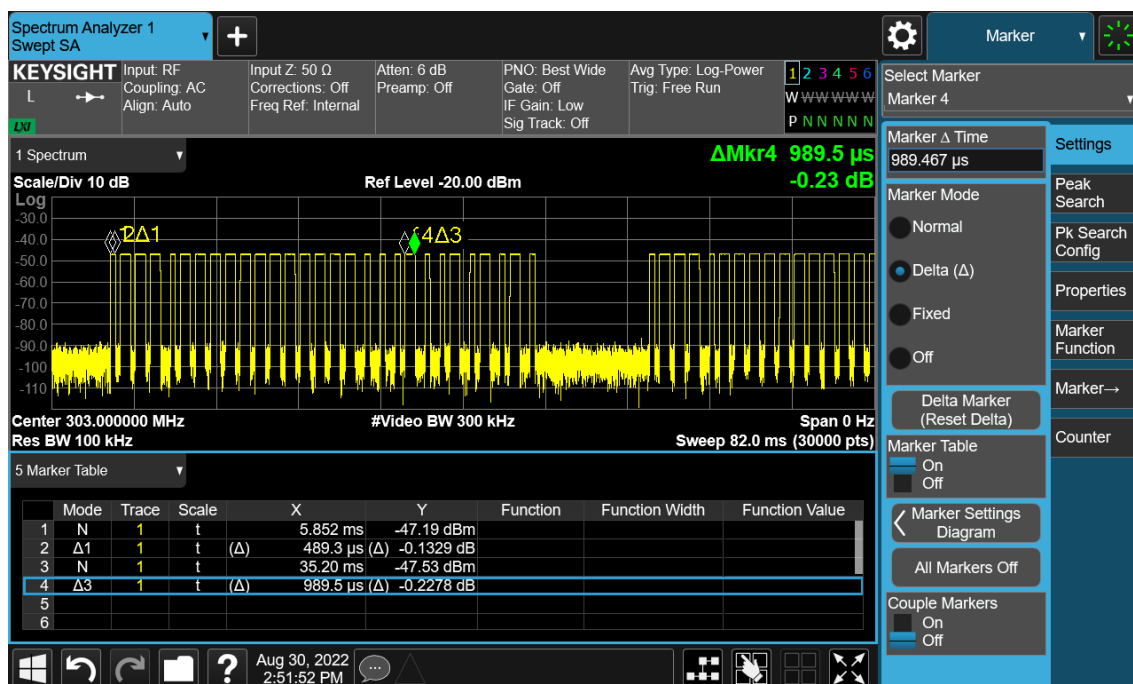 Spectrum Analyzer 1
Swept SA
+
Marker
KEYSIGHT
L
LXI
Input: RF
Coupling: AC
Align: Auto
Input Z: 50 Ω
Corrections: Off
Freq Ref: Internal
Atten: 6 dB
Preamp: Off
PNO: Best Wide
Gate: Off
IF Gain: Low
Sig Track: Off
Avg Type: Log-Power
Trig: Free Run
1 2 3 4 5 6
W W W W W W
P N N N N N
Select Marker
Marker 4
1 Spectrum
ΔMkr4 989.5 µs
-0.23 dB
Scale/Div 10 dB
Ref Level -20.00 dBm
Log
-30.0
-40.0
-50.0
-60.0
-70.0
-80.0
-90.0
-100
-110
2Δ1
4Δ3
Center 303.000000 MHz
#Video BW 300 kHz
Span 0 Hz
Res BW 100 kHz
Sweep 82.0 ms (30000 pts)
5 Marker Table
Mode Trace Scale X Y Function Function Width Function Value
1 N 1 t 5.852 ms -47.19 dBm
2 Δ1 1 t (Δ) 489.3 µs (Δ) -0.1329 dB
3 N 1 t 35.20 ms -47.53 dBm
4 Δ3 1 t (Δ) 989.5 µs (Δ) -0.2278 dB
5
6
Marker Δ Time
989.467 µs
Marker Mode
Normal
Delta (Δ)
Fixed
Off
Delta Marker
(Reset Delta)
Marker Table
On
Off
Marker Settings
Diagram
All Markers Off
Couple Markers
On
Off
Settings
Peak
Search
Pk Search
Config
Properties
Marker
Function
Marker→
Counter
?
Aug 30, 2022
2:51:52 PM